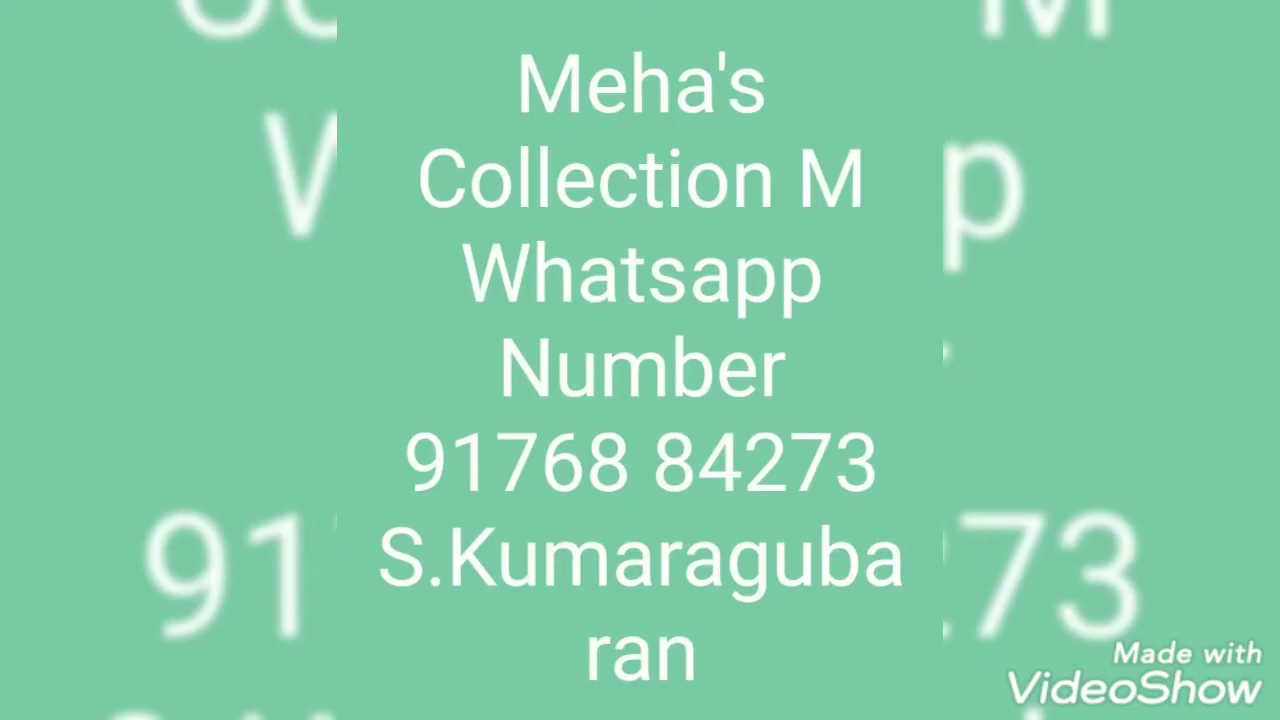 Meha's
Collection M
Whatsapp
Number
91768 84273
S.Kumaraguba
ran
Made with
VideoShow